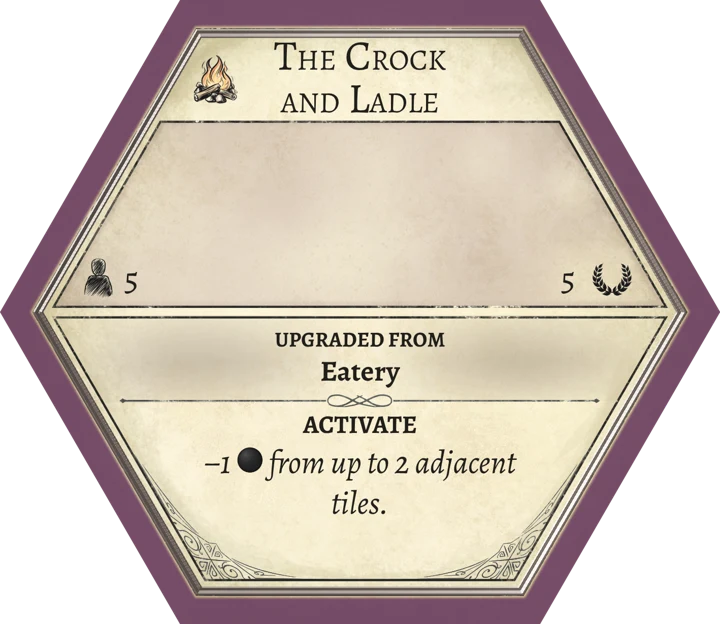 The Crock
and Ladle
5
5
UPGRADED FROM
Eatery
ACTIVATE
–1 from up to 2 adjacent
tiles.